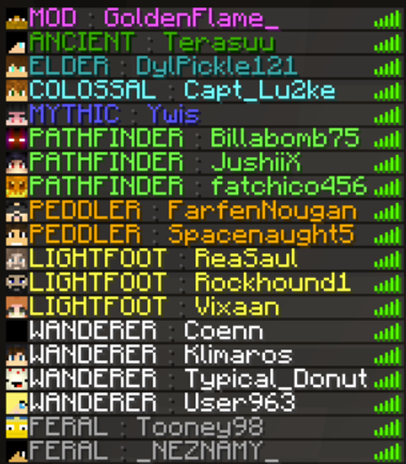 MOD : GoldenFlame_
ANCIENT : Terasuu
ELDER : DylPickle121
COLOSSAL : Capt_Lu2ke
MYTHIC : Ywis
PATHFINDER : Billabomb75
PATHFINDER : JushiiX
PATHFINDER : fatchico456
PEDDLER : FarfenNougan
PEDDLER : Spacenaught5
LIGHTFOOT : ReaSaul
LIGHTFOOT : Rockhound1
LIGHTFOOT : Vixaan
WANDERER : Coenn
WANDERER : Klimaros
WANDERER : Typical_Donut
WANDERER : User963
FERAL : Tooney98
FERAL : _NEZNAMY_